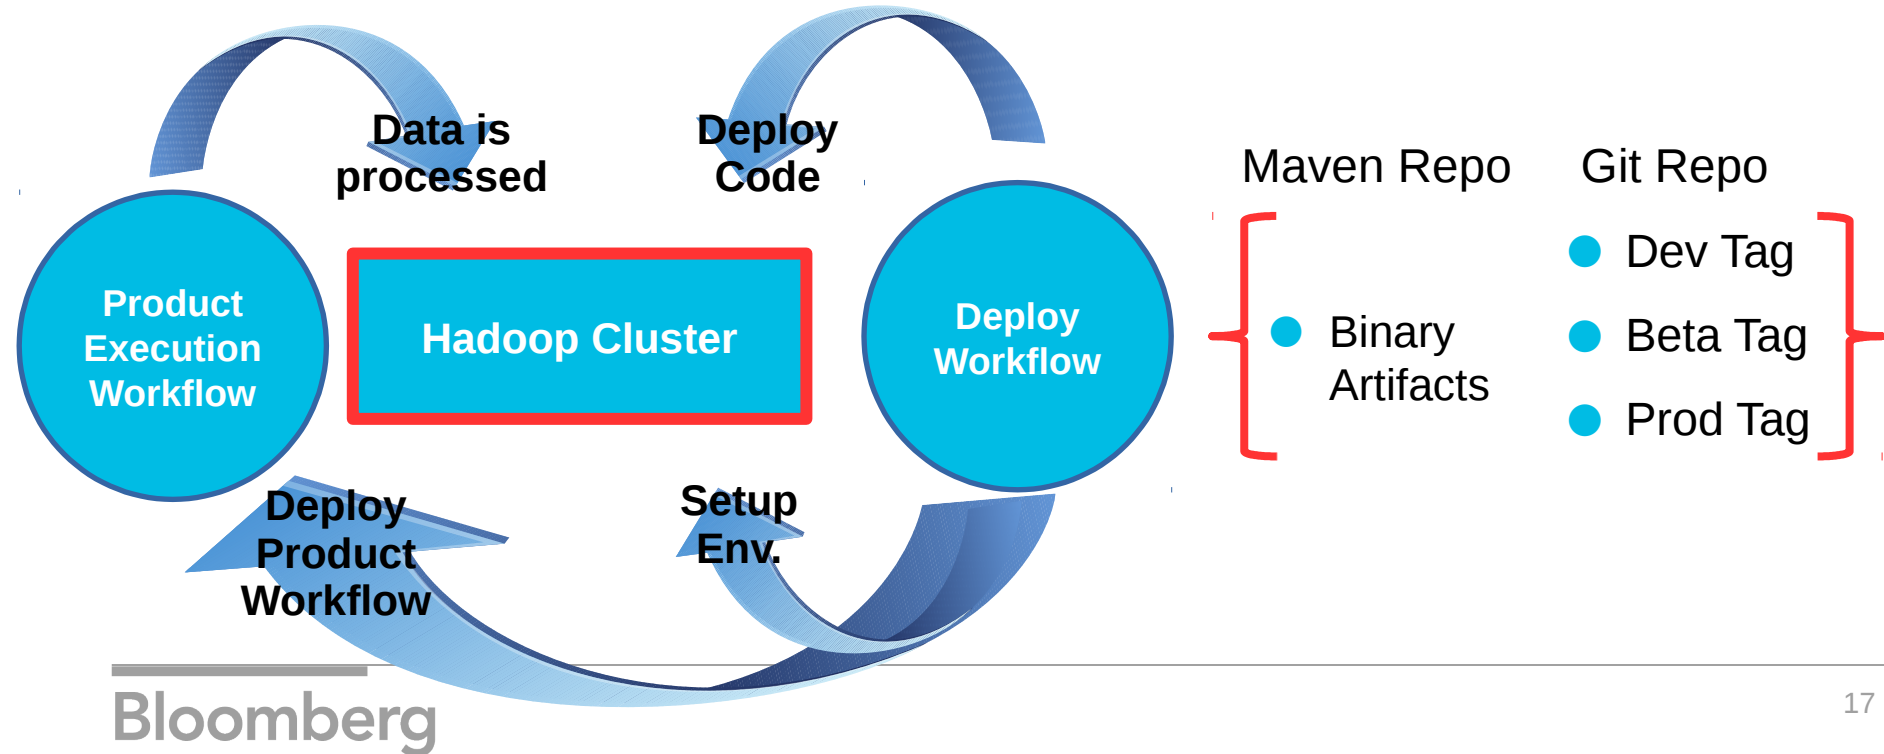 Data is
processed
Deploy
Code
Maven Repo
Git Repo
Product
Execution
Workflow
Hadoop Cluster
Deploy
Workflow
Binary
Artifacts
Dev Tag
Beta Tag
Prod Tag
Deploy
Product
Workflow
Setup
Env.
Bloomberg
17